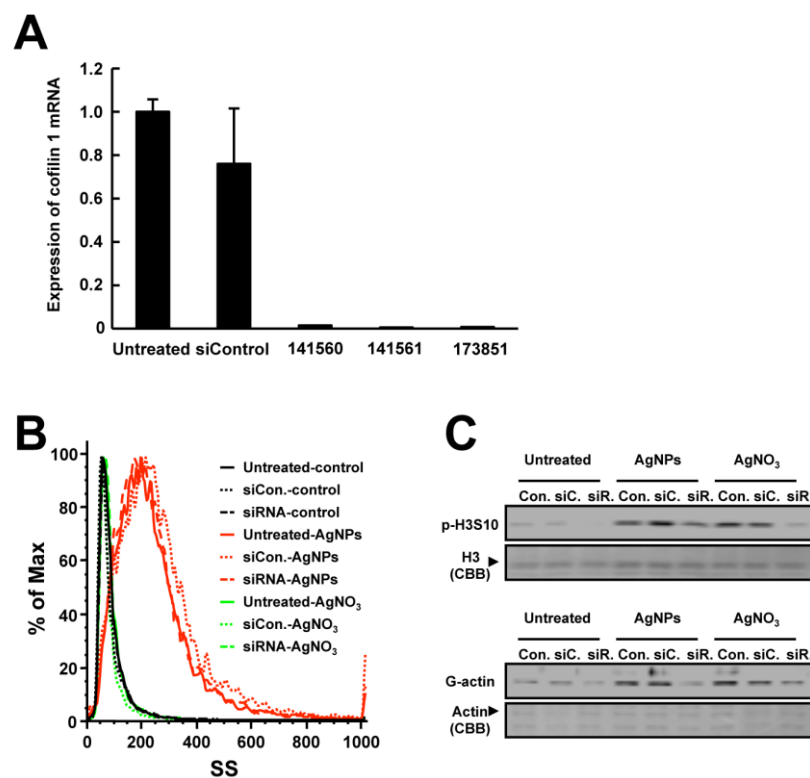 A
Expression of cofilin 1 mRNA
1.2
1.0
0.8
0.6
0.4
0.2
0
Untreated siControl 141560 141561 173851
B
% of Max
100
80
60
40
20
0
0 200 400 600 800 1000
SS
Untreated-control
siCon.-control
siRNA-control
Untreated-AgNPs
siCon.-AgNPs
siRNA-AgNPs
Untreated-AgNO3
siCon.-AgNO3
siRNA-AgNO3
C
Untreated AgNPs AgNO3
Con. siC. siR. Con. siC. siR. Con. siC. siR.
p-H3S10
H3
(CBB)
Untreated AgNPs AgNO3
Con. siC. siR. Con. siC. siR. Con. siC. siR.
G-actin
Actin
(CBB)